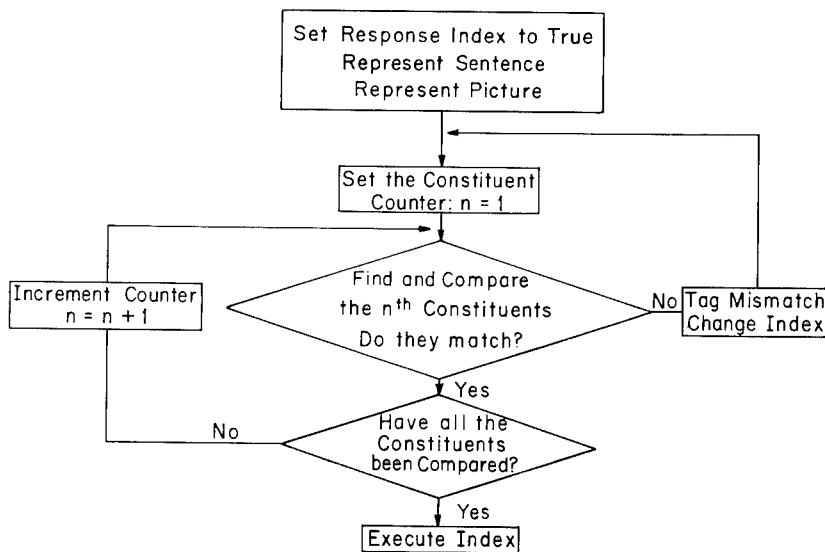 Set Response Index to True
Represent Sentence
Represent Picture
Set the Constituent
Counter: n = 1
Find and Compare
the nth Constituents
Do they match?
No
Tag Mismatch
Change Index
Increment Counter
n = n + 1
Yes
Have all the
Constituents
been Compared?
No
Yes
Execute Index